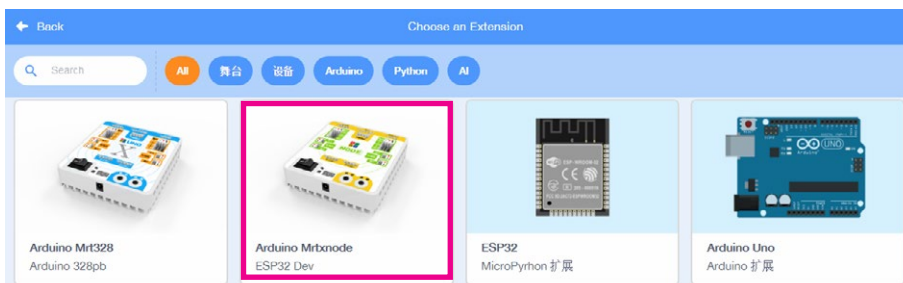 Back
Choose an Extension
Search
All
舞台
设备
Arduino
Python
AI
Arduino Mrt328
Arduino 328pb
Arduino Mrtxnode
ESP32 Dev
ESP32
MicroPyrhon 扩展
UNO
Arduino Uno
Arduino 扩展